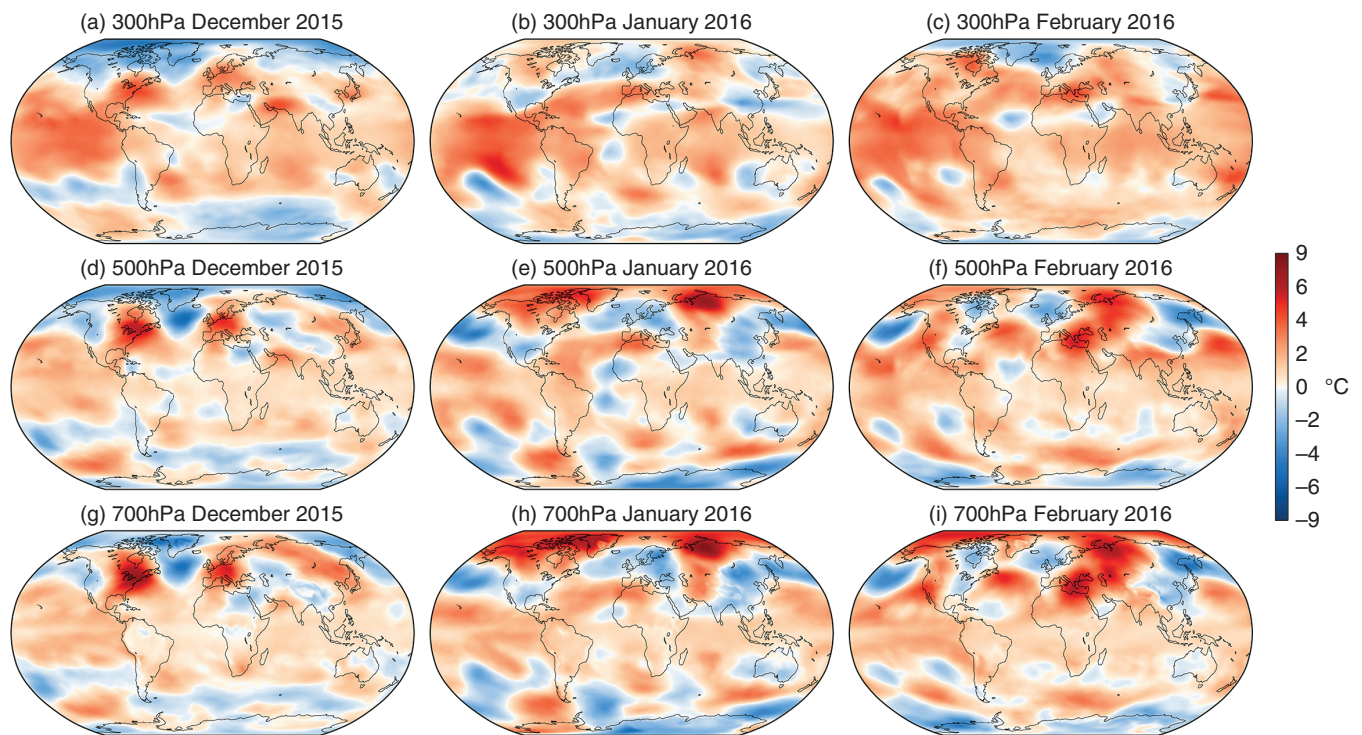 (a) 300hPa December 2015
(b) 300hPa January 2016
(c) 300hPa February 2016
(d) 500hPa December 2015
(e) 500hPa January 2016
(f) 500hPa February 2016
9
6
4
2
0 °C
–2
–4
–6
–9
(g) 700hPa December 2015
(h) 700hPa January 2016
(i) 700hPa February 2016